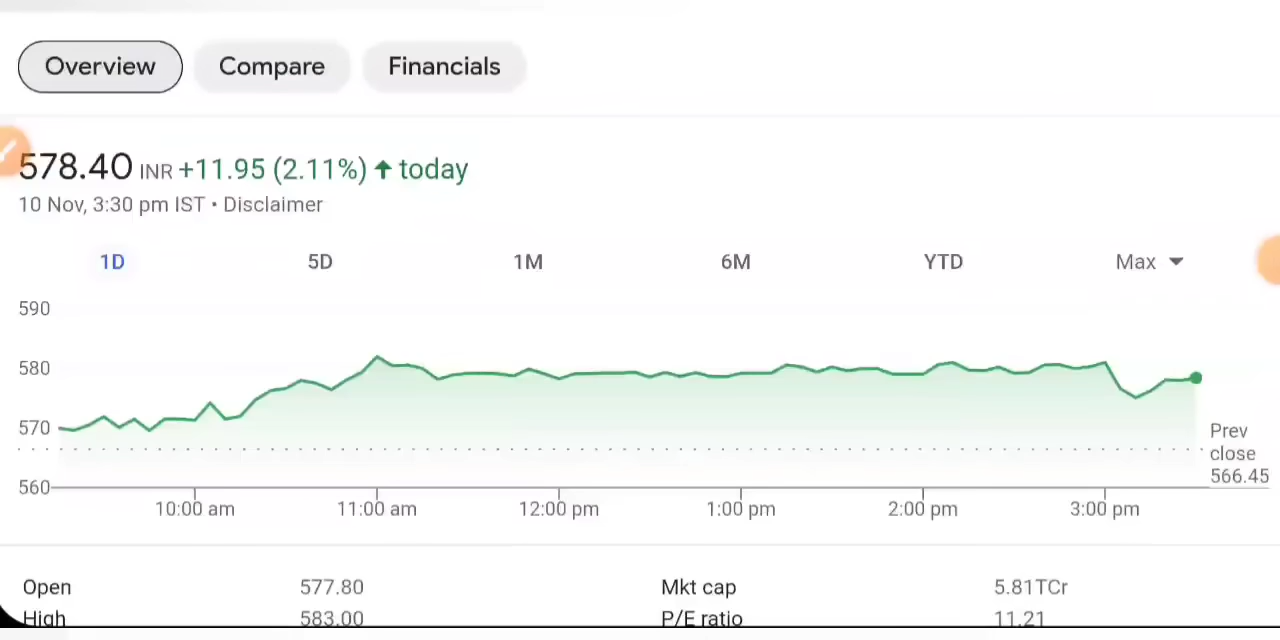 Overview Compare Financials
578.40 INR +11.95 (2.11%) ↑ today
10 Nov, 3:30 pm IST • Disclaimer
1D 5D 1M 6M YTD Max
590
580
570
Prev
close
566.45
560
10:00 am 11:00 am 12:00 pm 1:00 pm 2:00 pm 3:00 pm
Open 577.80 Mkt cap 5.81TCr
High 583.00 P/E ratio 11.21